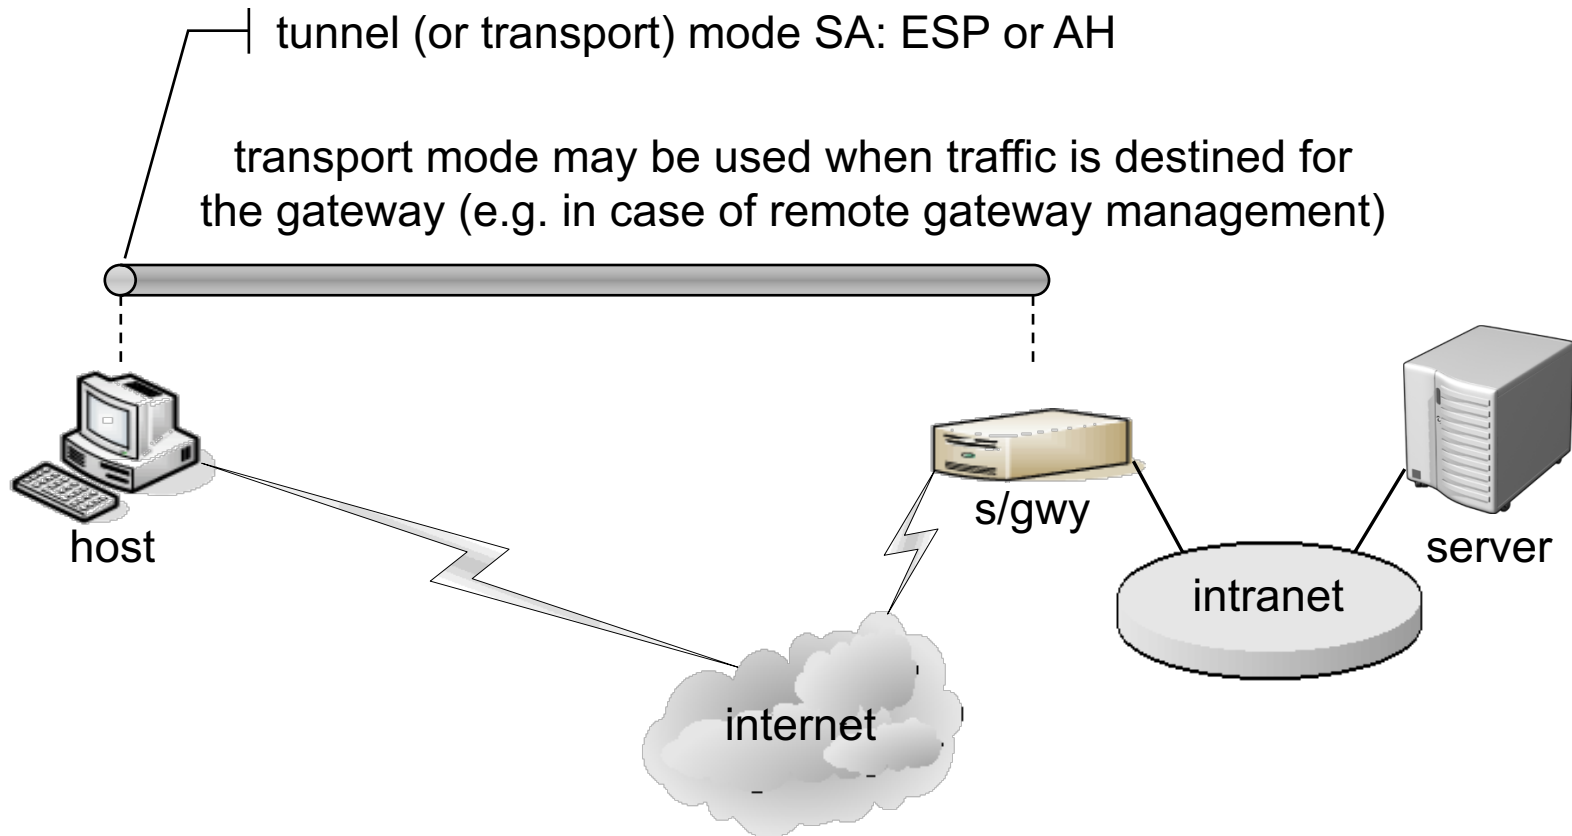 tunnel (or transport) mode SA: ESP or AH
transport mode may be used when traffic is destined for
the gateway (e.g. in case of remote gateway management)
s/gwy
host
server
intranet
internet